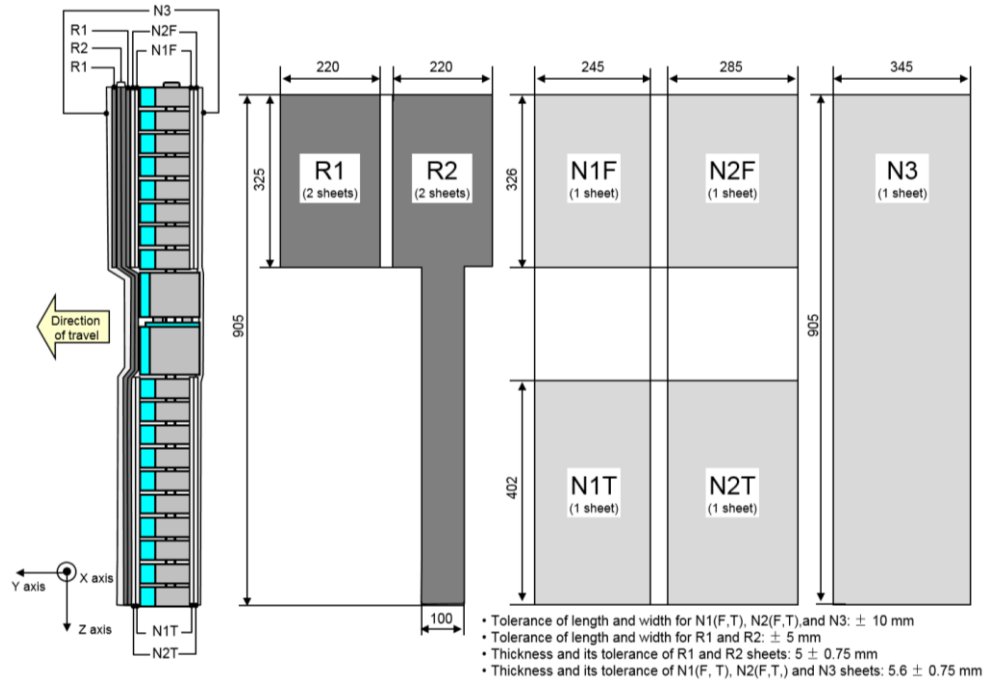 N3
R1
N2F
R2
N1F
R1
220
220
245
285
345
325
R1
(2 sheets)
R2
(2 sheets)
326
N1F
(1 sheet)
N2F
(1 sheet)
N3
(1 sheet)
Direction
of travel
905
905
402
N1T
(1 sheet)
N2T
(1 sheet)
Y axis
X axis
Z axis
N1T
N2T
100
• Tolerance of length and width for N1(F,T), N2(F,T),and N3: ± 10 mm
• Tolerance of length and width for R1 and R2: ± 5 mm
• Thickness and its tolerance of R1 and R2 sheets: 5 ± 0.75 mm
• Thickness and its tolerance of N1(F, T), N2(F,T,) and N3 sheets: 5.6 ± 0.75 mm